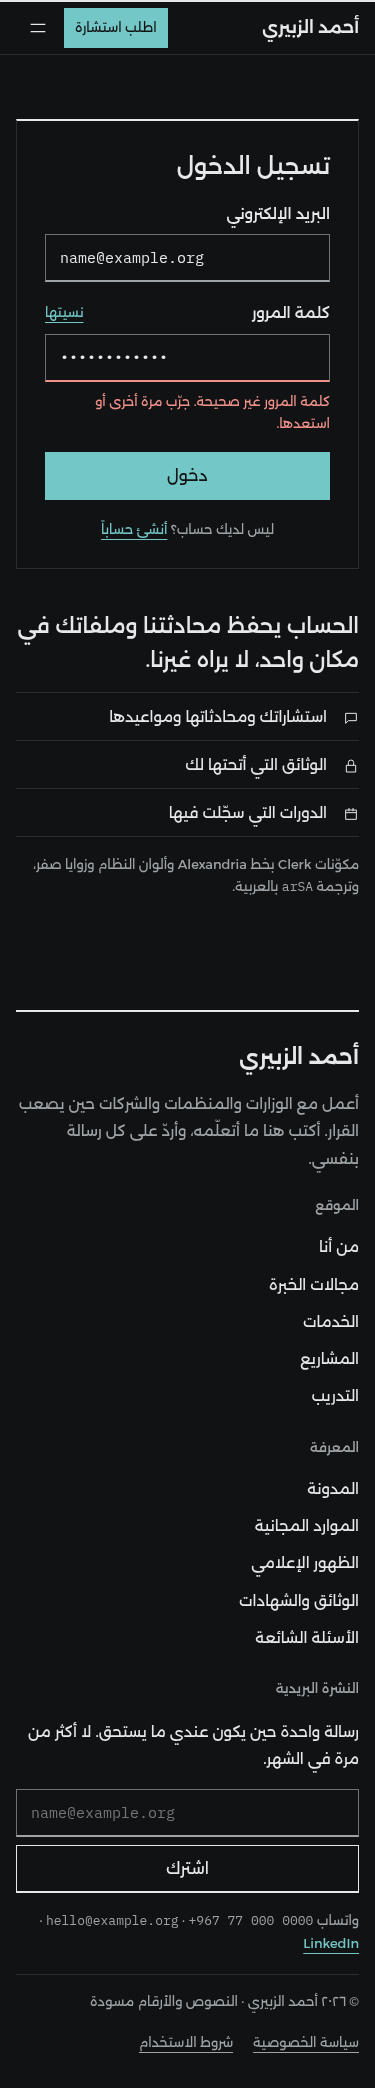 أحمد الزبيري
اطلب استشارة
تسجيل الدخول
البريد الإلكتروني
name@example.org
كلمة المرور
نسيتها
••••••••••••
كلمة المرور غير صحيحة. جرّب مرة أخرى أو
استعدها.
دخول
ليس لديك حساب؟ أنشئ حساباً
الحساب يحفظ محادثتنا وملفاتك في
مكان واحد، لا يراه غيرنا.
استشاراتك ومحادثاتها ومواعيدها
الوثائق التي أُتحتها لك
الدورات التي سجّلت فيها
مكوّنات Clerk بخط Alexandria وألوان النظام وزوايا صفر،
وترجمة arSA بالعربية.
أحمد الزبيري
أعمل مع الوزارات والمنظمات والشركات حين يصعب
القرار. أكتب هنا ما أتعلّمه، وأردّ على كل رسالة
بنفسي.
الموقع
من أنا
مجالات الخبرة
الخدمات
المشاريع
التدريب
المعرفة
المدونة
الموارد المجانية
الظهور الإعلامي
الوثائق والشهادات
الأسئلة الشائعة
النشرة البريدية
رسالة واحدة حين يكون عندي ما يستحق. لا أكثر من
مرة في الشهر.
name@example.org
اشترك
واتساب +967 77 000 0000 · hello@example.org ·
LinkedIn
© ٢٠٢٦ أحمد الزبيري · النصوص والأرقام مسودة
سياسة الخصوصية
شروط الاستخدام